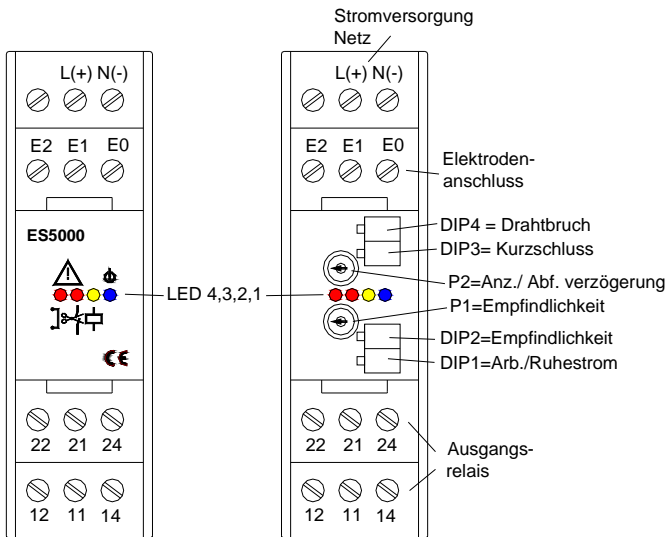 Stromversorgung
Netz
L(+) N(-)
L(+) N(-)
E2 E1 E0
E2 E1 E0
Elektroden-
anschluss
ES5000
DIP4 = Drahtbruch
DIP3= Kurzschluss
P2=Anz./ Abf. verzögerung
LED 4,3,2,1
P1=Empfindlichkeit
DIP2=Empfindlichkeit
DIP1=Arb./Ruhestrom
CE
22 21 24
22 21 24
Ausgangs-
relais
12 11 14
12 11 14